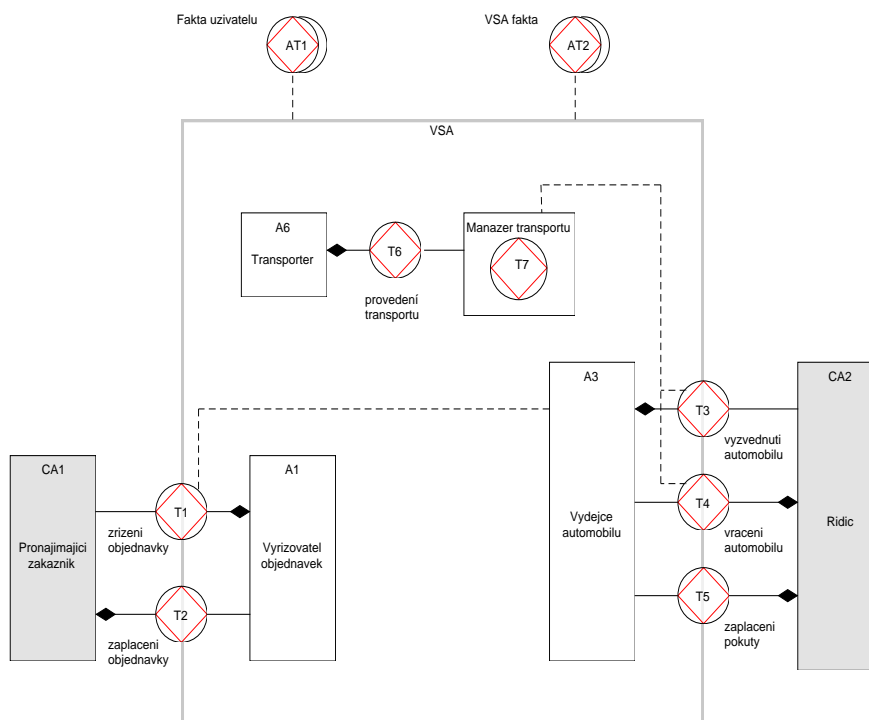 Fakta uzivatelu
AT1
VSA fakta
AT2
VSA
A6
Transporter
T6
provedení
transportu
Manazer transportu
T7
A3
Vydejce
automobilu
CA2
Ridic
T3
vyzvednuti
automobilu
T4
vraceni
automobilu
T5
zaplaceni
pokuty
CA1
Pronajimajici
zakaznik
T1
zrizeni
objednavky
A1
Vyrizovatel
objednavek
T2
zaplaceni
objednavky